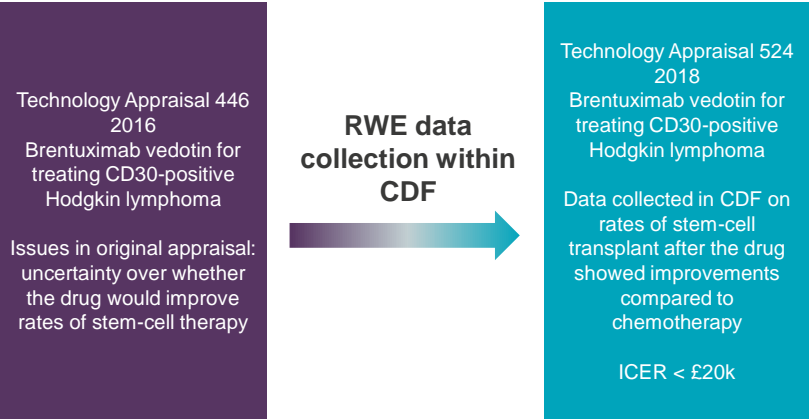 Technology Appraisal 446
2016
Brentuximab vedotin for
treating CD30-positive
Hodgkin lymphoma
Issues in original appraisal:
uncertainty over whether
the drug would improve
rates of stem-cell therapy
RWE data
collection within
CDF
Technology Appraisal 524
2018
Brentuximab vedotin for
treating CD30-positive
Hodgkin lymphoma
Data collected in CDF on
rates of stem-cell
transplant after the drug
showed improvements
compared to
chemotherapy
ICER < £20k